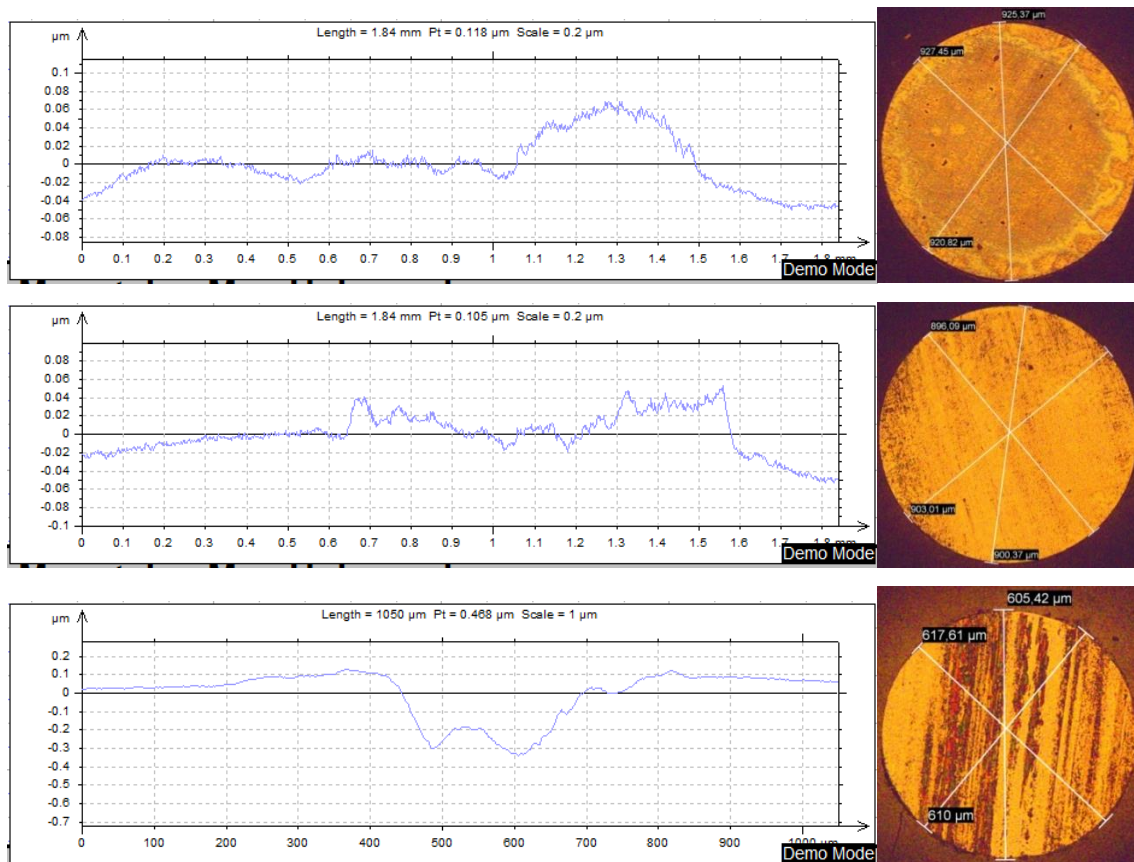 Length = 1.84 mm Pt = 0.118 µm Scale = 0.2 µm
µm
0.1
0.08
0.06
0.04
0.02
0
-0.02
-0.04
-0.06
-0.08
0 0.1 0.2 0.3 0.4 0.5 0.6 0.7 0.8 0.9 1 1.1 1.2 1.3 1.4 1.5 1.6 1.7 1.8 mm
Demo Mode
925,37 µm
927,45 µm
920,82 µm
Length = 1.84 mm Pt = 0.105 µm Scale = 0.2 µm
µm
0.08
0.06
0.04
0.02
0
-0.02
-0.04
-0.06
-0.08
-0.1
0 0.1 0.2 0.3 0.4 0.5 0.6 0.7 0.8 0.9 1 1.1 1.2 1.3 1.4 1.5 1.6 1.7 1.8 mm
Demo Mode
896,09 µm
903,01 µm
900,37 µm
Length = 1050 µm Pt = 0.468 µm Scale = 1 µm
µm
0.2
0.1
0
-0.1
-0.2
-0.3
-0.4
-0.5
-0.6
-0.7
0 100 200 300 400 500 600 700 800 900 1000 µm
Demo Mode
605,42 µm
617,61 µm
610 µm